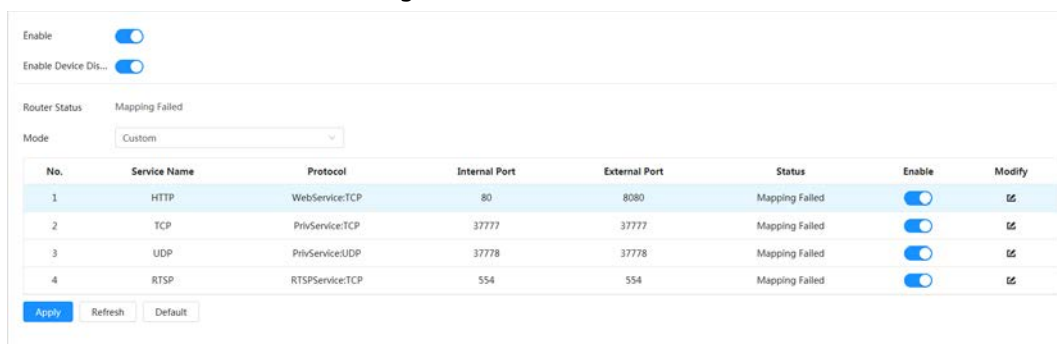 Enable
Enable Device Dis...
Router Status Mapping Failed
Mode Custom
No. Service Name Protocol Internal Port External Port Status Enable Modify
1 HTTP WebService:TCP 80 8080 Mapping Failed
2 TCP PrivService:TCP 37777 37777 Mapping Failed
3 UDP PrivService:UDP 37778 37778 Mapping Failed
4 RTSP RTSPService:TCP 554 554 Mapping Failed
Apply Refresh Default